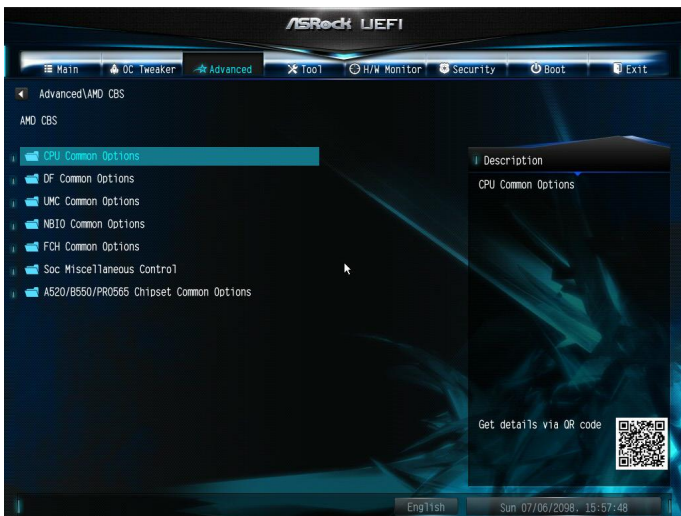 ASRock UEFI
Main OC Tweaker Advanced Tool H/W Monitor Security Boot Exit
Advanced\AMD CBS
AMD CBS
CPU Common Options
DF Common Options
UMC Common Options
NBIO Common Options
FCH Common Options
Soc Miscellaneous Control
A520/B550/PRO565 Chipset Common Options
Description
CPU Common Options
Get details via QR code
English
Sun 07/06/2098. 15:57:48